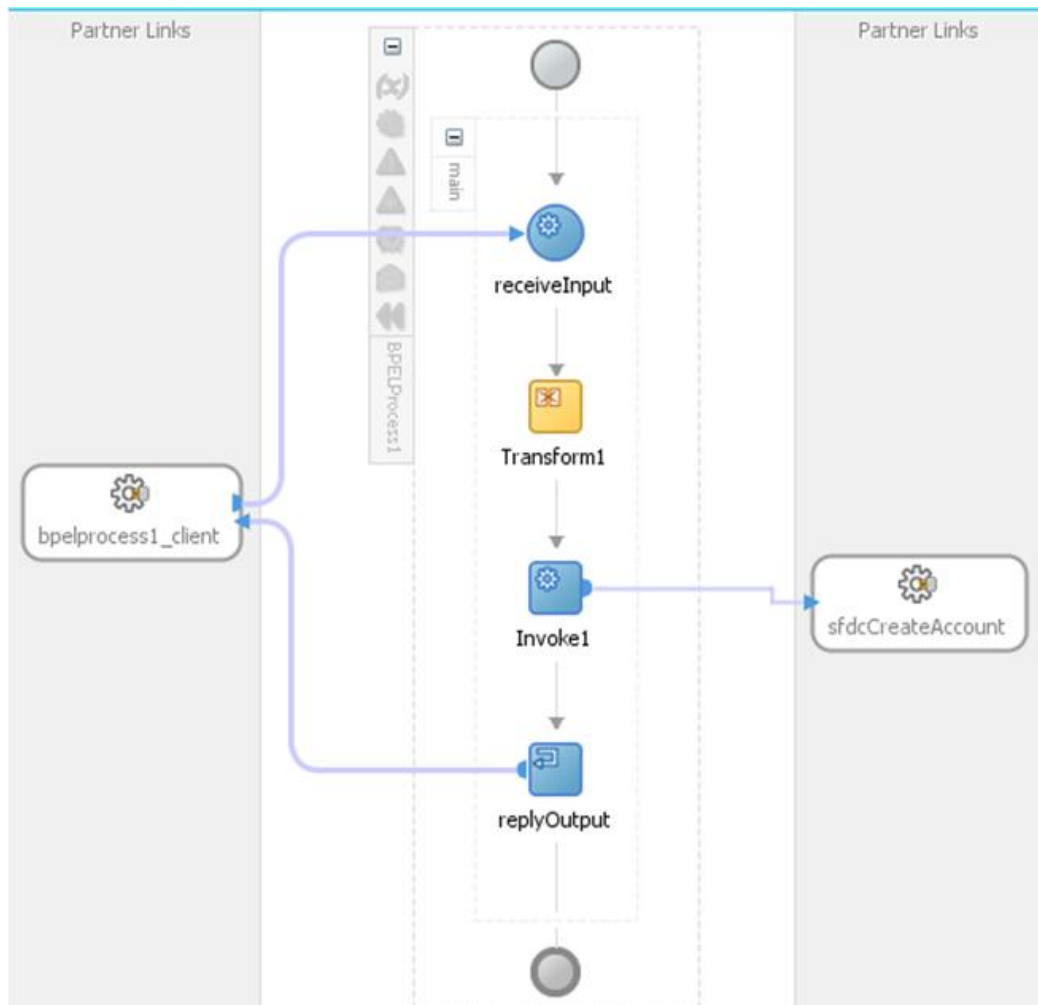 Partner Links
Partner Links
main
receiveInput
BPELProcess1
Transform1
bpelprocess1_client
Invoke1
sfdcCreateAccount
replyOutput